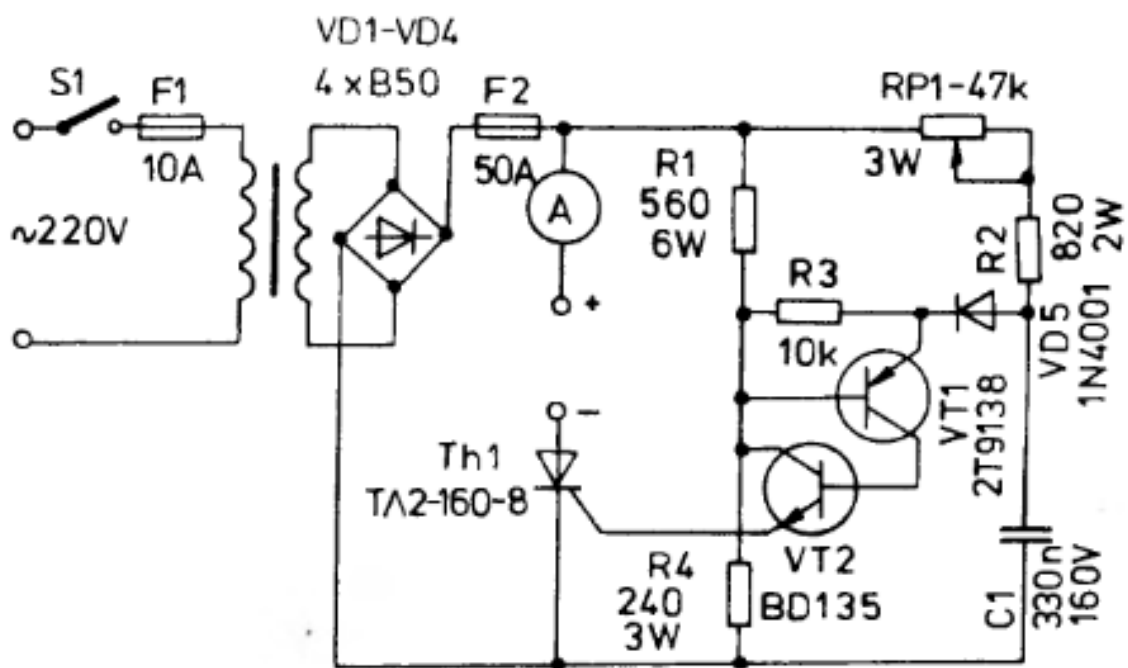 VD1-VD4
4 x B50
S1
F1
10A
~220V
F2
50A
A
+
-
Th1
TΛ2-160-8
RP1-47k
3W
R1
560
6W
R2
820
2W
R3
10k
VD5
1N4001
VT1
2T9138
VT2
BD135
R4
240
3W
C1
330n
160V